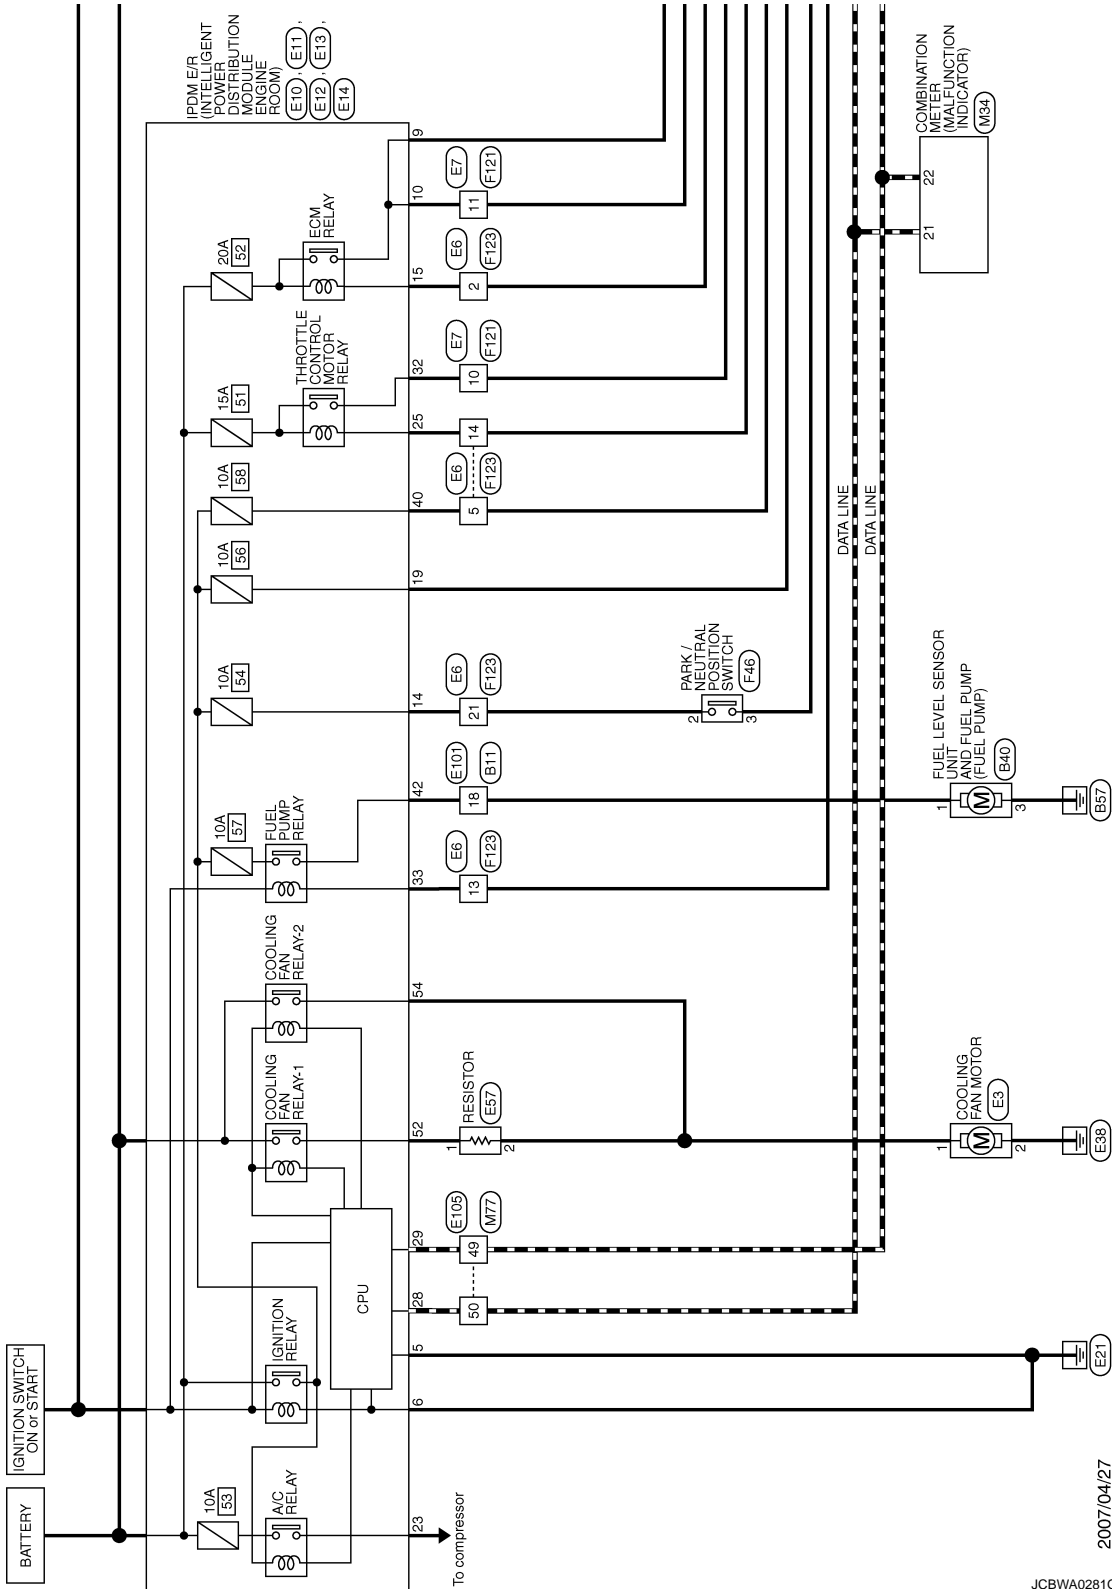 BATTERY
IGNITION SWITCH
ON or START
10A
53
A/C
RELAY
23
To compressor
IGNITION
RELAY
6
5
E21
CPU
28
50
29
49
E105
M77
COOLING
FAN
RELAY-1
52
1
2
RESISTOR
E57
COOLING
FAN
RELAY-2
54
COOLING
FAN MOTOR
E3
1
M
2
E38
10A
57
FUEL
PUMP
RELAY
33
13
E6
F123
42
18
E101
B11
FUEL LEVEL SENSOR
UNIT
AND FUEL PUMP
(FUEL PUMP)
B40
1
M
3
B57
10A
54
14
21
E6
F123
PARK /
NEUTRAL
POSITION
SWITCH
F46
2
3
10A
56
19
10A
58
40
5
E6
F123
15A
51
THROTTLE
CONTROL
MOTOR
RELAY
25
14
32
10
E7
F121
20A
52
ECM
RELAY
15
2
E6
F123
10
11
E7
F121
9
IPDM E/R
(INTELLIGENT
POWER
DISTRIBUTION
MODULE
ENGINE
ROOM)
E10 , E11 ,
E12 , E13 ,
E14
DATA LINE
DATA LINE
21
22
COMBINATION
METER
(MALFUNCTION
INDICATOR)
M34
2007/04/27